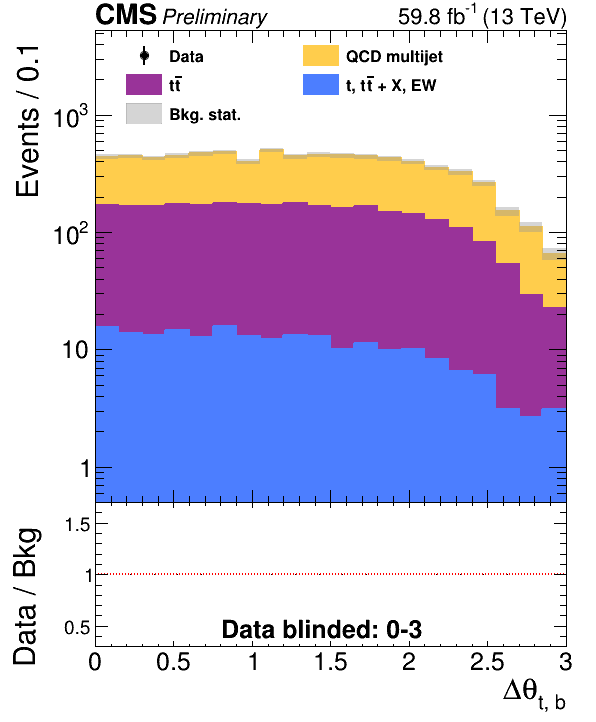 CMS Preliminary 59.8 fb⁻¹ (13 TeV)
Data
QCD multijet
tt̄
t, tt̄ + X, EW
Bkg. stat.
Events / 0.1
10³
10²
10
1
Data / Bkg
1.5
1
0.5
Data blinded: 0-3
0 0.5 1 1.5 2 2.5 3
Δθ t, b